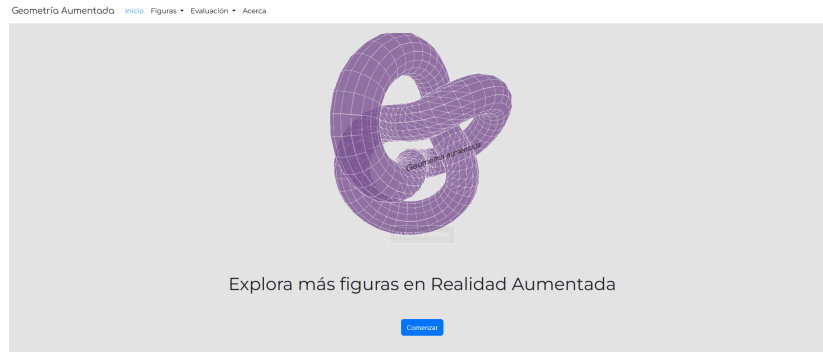 Geometría Aumentada Inicio Figuras Evaluación Acerca
Geometría Aumentada
Explora más figuras en Realidad Aumentada
Comenzar